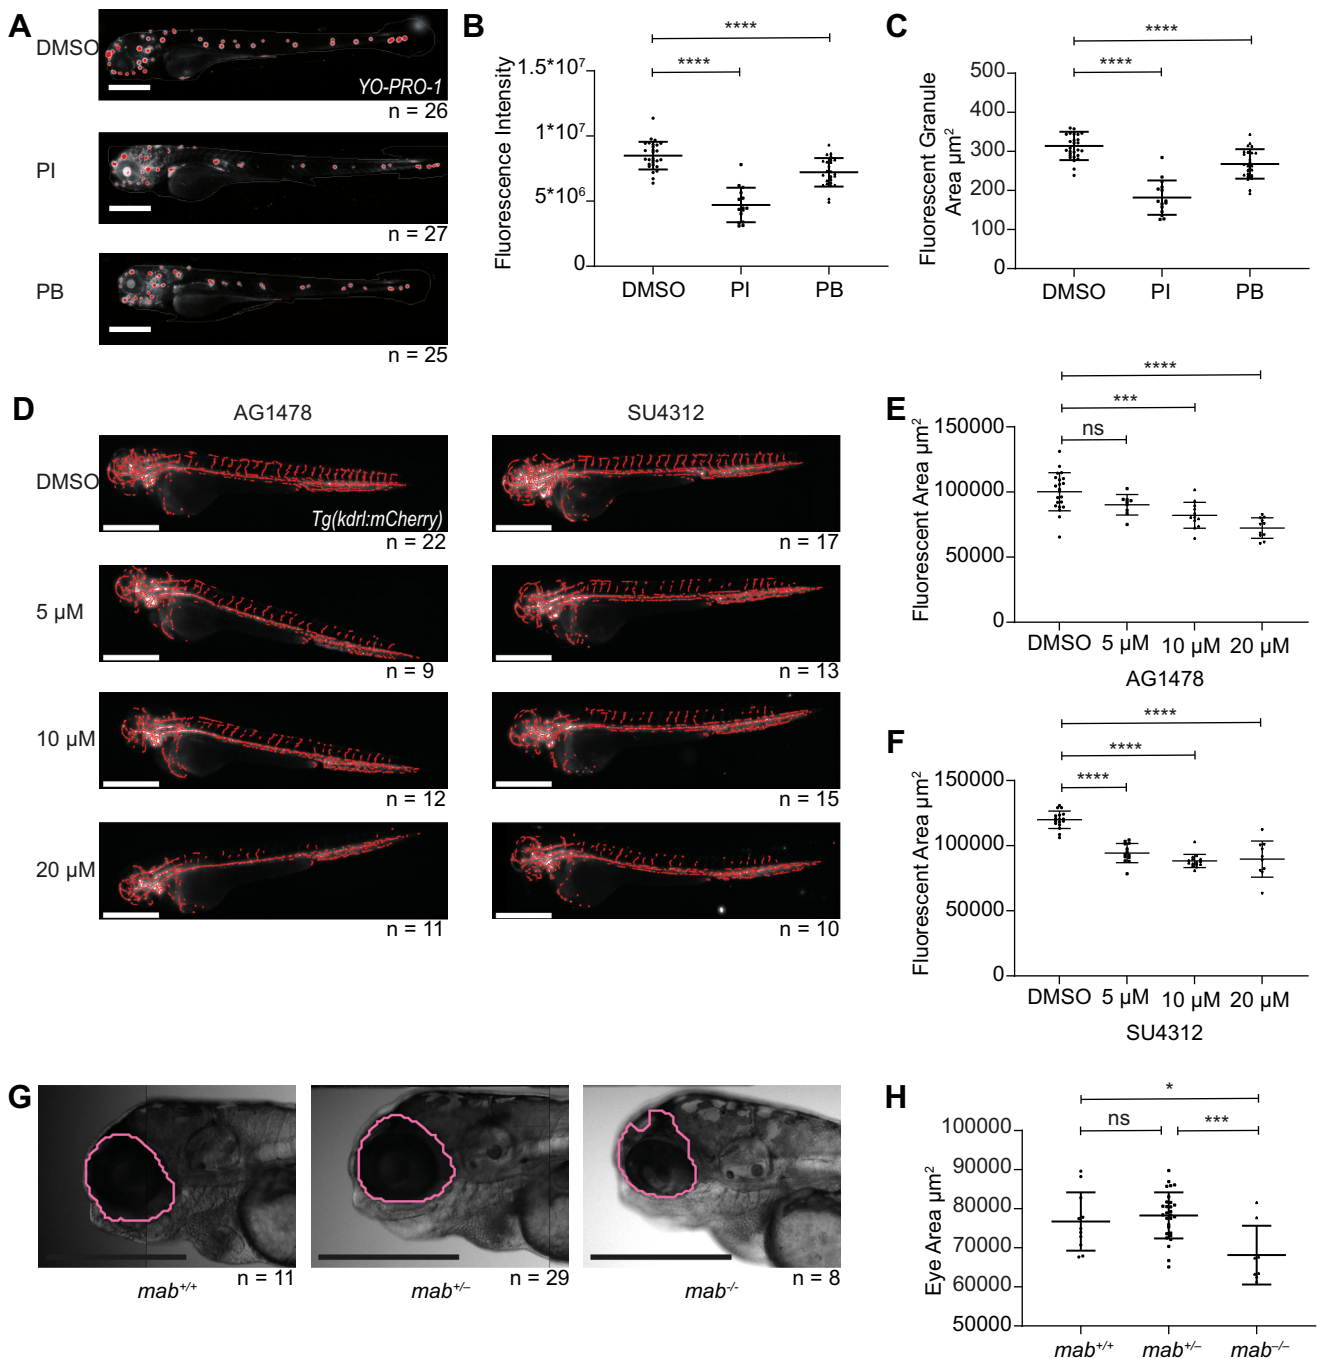 A
DMSO
YO-PRO-1
n = 26
PI
n = 27
PB
n = 25
B
****
****
Fluorescence Intensity
1.5*10⁷
1*10⁷
5*10⁶
0
DMSO PI PB
C
****
****
Fluorescent Granule
Area µm²
500
400
300
200
100
0
DMSO PI PB
D
AG1478 SU4312
DMSO
Tg(kdrl:mCherry)
n = 22
n = 17
5 µM
n = 9
n = 13
10 µM
n = 12
n = 15
20 µM
n = 11
n = 10
E
****
***
ns
Fluorescent Area µm²
150000
100000
50000
0
DMSO 5 µM 10 µM 20 µM
AG1478
F
****
****
****
Fluorescent Area µm²
150000
100000
50000
0
DMSO 5 µM 10 µM 20 µM
SU4312
G
n = 11
mab⁺/⁺
n = 29
mab⁺/⁻
n = 8
mab⁻/⁻
H
*
ns ***
Eye Area µm²
100000
90000
80000
70000
60000
50000
mab⁺/⁺ mab⁺/⁻ mab⁻/⁻